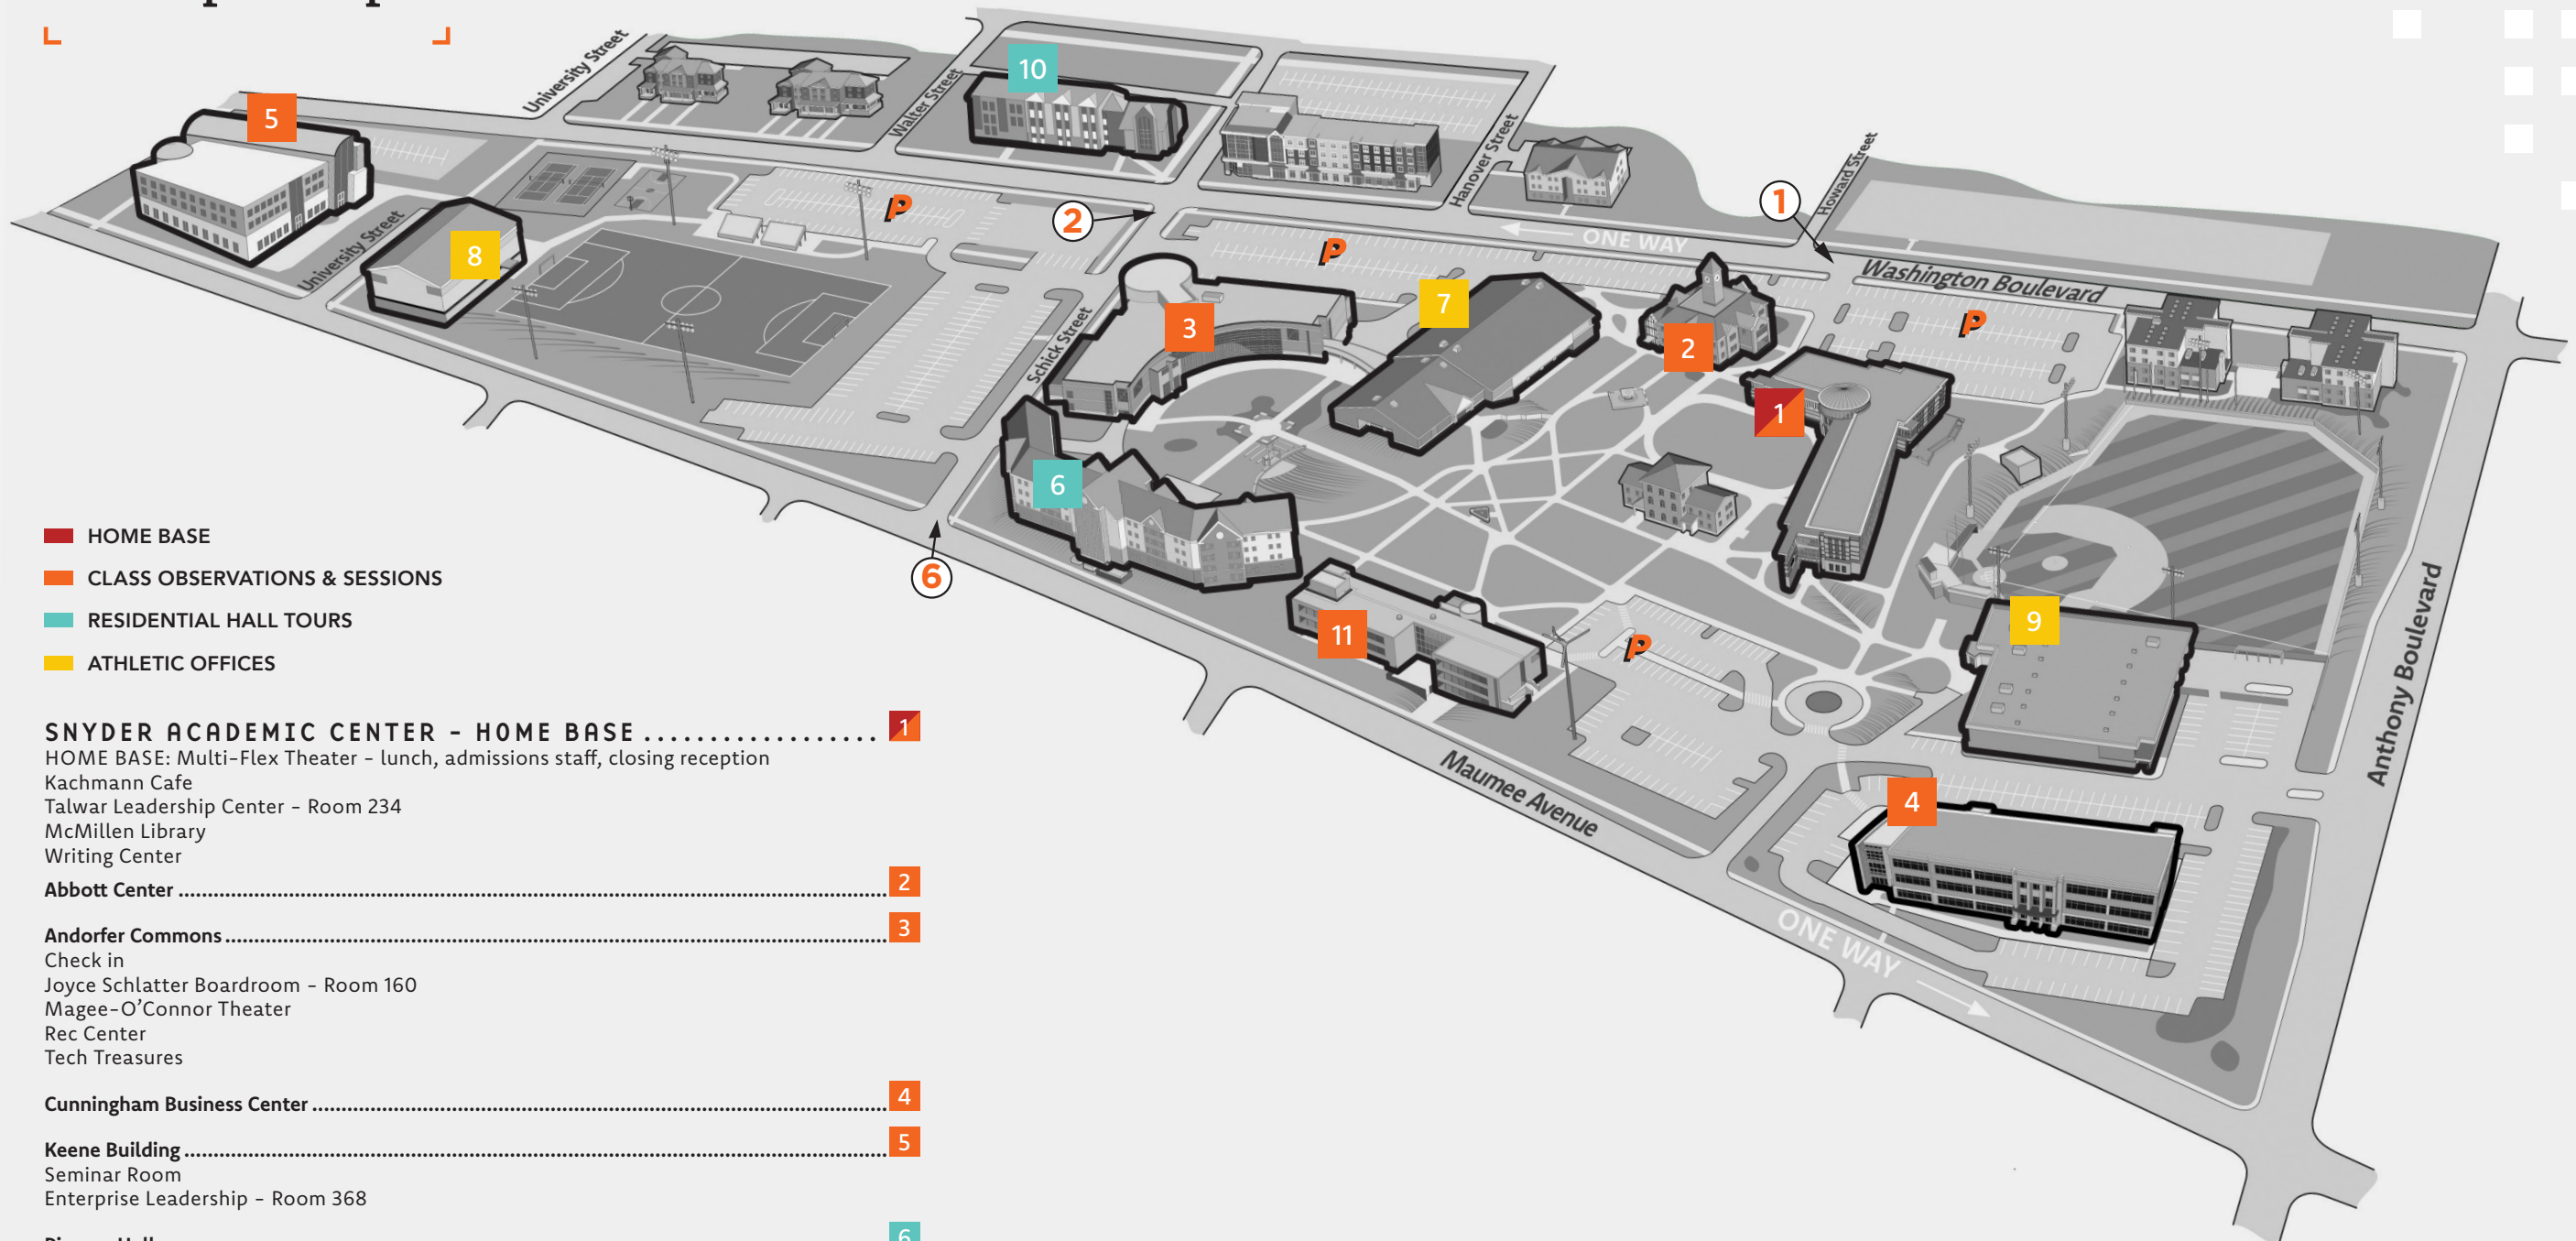 University Street
Walter Street
10
5
Hanover Street
Howard Street
1
2
P
P
ONE WAY
University Street
8
Washington Boulevard
7
3
2
P
Schick Street
1
6
6
HOME BASE
CLASS OBSERVATIONS & SESSIONS
RESIDENTIAL HALL TOURS
ATHLETIC OFFICES
11
P
9
Anthony Boulevard
Maumee Avenue
4
ONE WAY
SNYDER ACADEMIC CENTER - HOME BASE .................. 1
HOME BASE: Multi-Flex Theater - lunch, admissions staff, closing reception
Kachmann Cafe
Talwar Leadership Center - Room 234
McMillen Library
Writing Center
Abbott Center 2
Andorfer Commons 3
Check in
Joyce Schlatter Boardroom - Room 160
Magee-O'Connor Theater
Rec Center
Tech Treasures
Cunningham Business Center 4
Keene Building 5
Seminar Room
Enterprise Leadership - Room 368
6